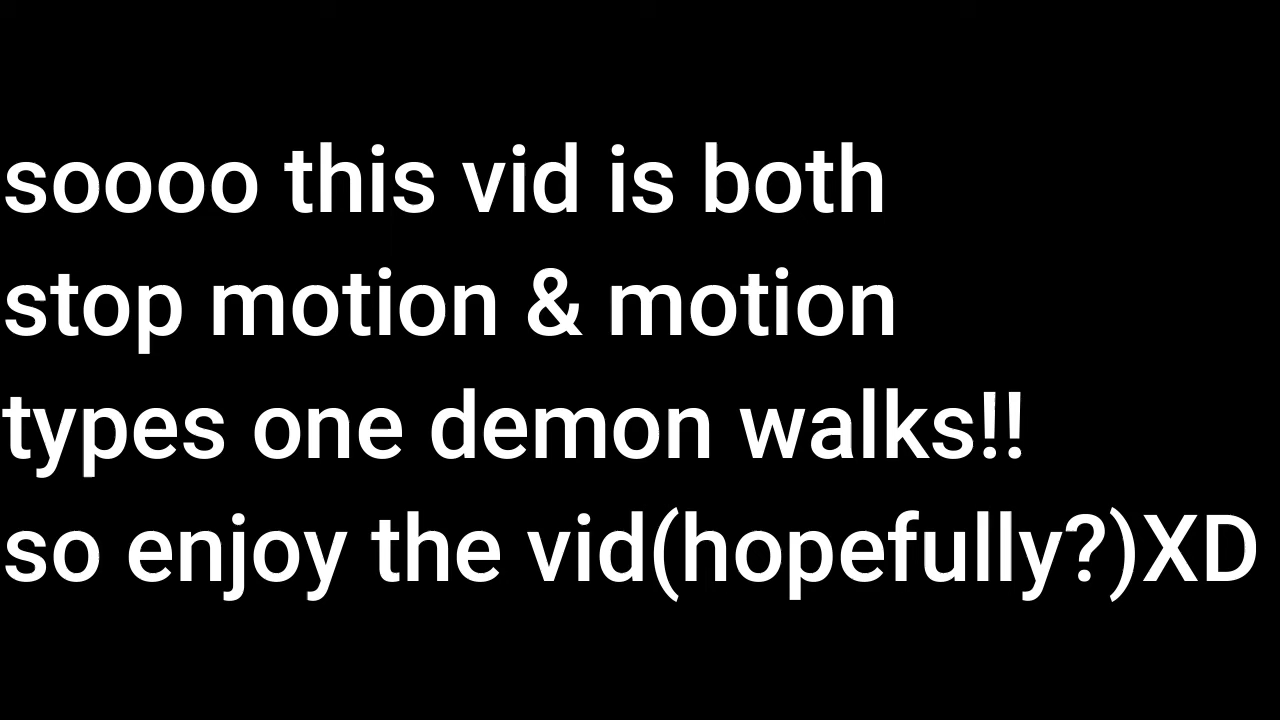 soooo this vid is both
stop motion & motion
types one demon walks!!
so enjoy the vid(hopefully?)XD